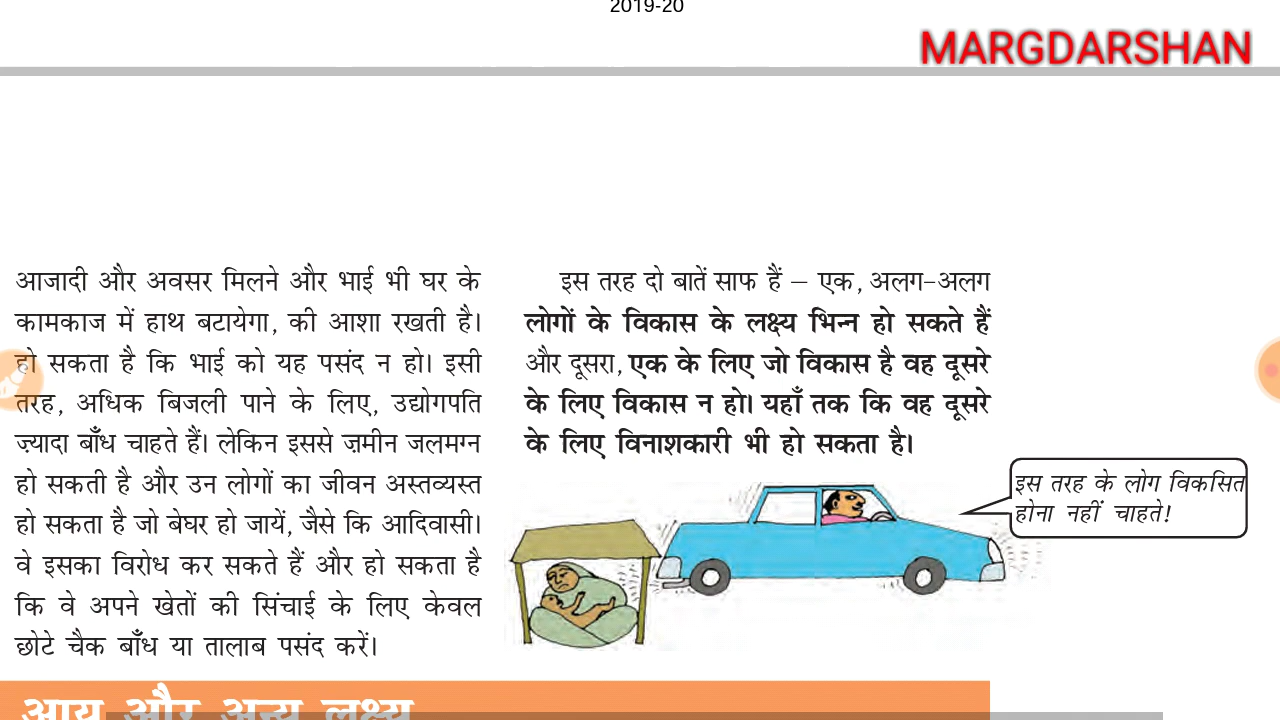 2019-20
MARGDARSHAN
आजादी और अवसर मिलने और भाई भी घर के
कामकाज में हाथ बटायेगा, की आशा रखती है।
हो सकता है कि भाई को यह पसंद न हो। इसी
तरह, अधिक बिजली पाने के लिए, उद्योगपति
ज़्यादा बाँध चाहते हैं। लेकिन इससे ज़मीन जलमग्न
हो सकती है और उन लोगों का जीवन अस्तव्यस्त
हो सकता है जो बेघर हो जायें, जैसे कि आदिवासी।
वे इसका विरोध कर सकते हैं और हो सकता है
कि वे अपने खेतों की सिंचाई के लिए केवल
छोटे चैक बाँध या तालाब पसंद करें।
इस तरह दो बातें साफ हैं – एक, अलग-अलग
लोगों के विकास के लक्ष्य भिन्न हो सकते हैं
और दूसरा, एक के लिए जो विकास है वह दूसरे
के लिए विकास न हो। यहाँ तक कि वह दूसरे
के लिए विनाशकारी भी हो सकता है।
इस तरह के लोग विकसित
होना नहीं चाहते!
आय और अन्य लक्ष्य